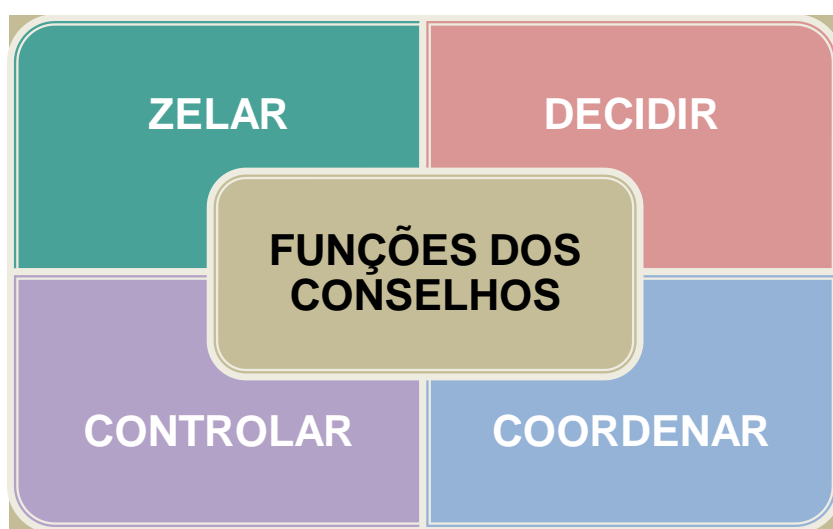 ZELAR
DECIDIR
FUNÇÕES DOS
CONSELHOS
CONTROLAR
COORDENAR